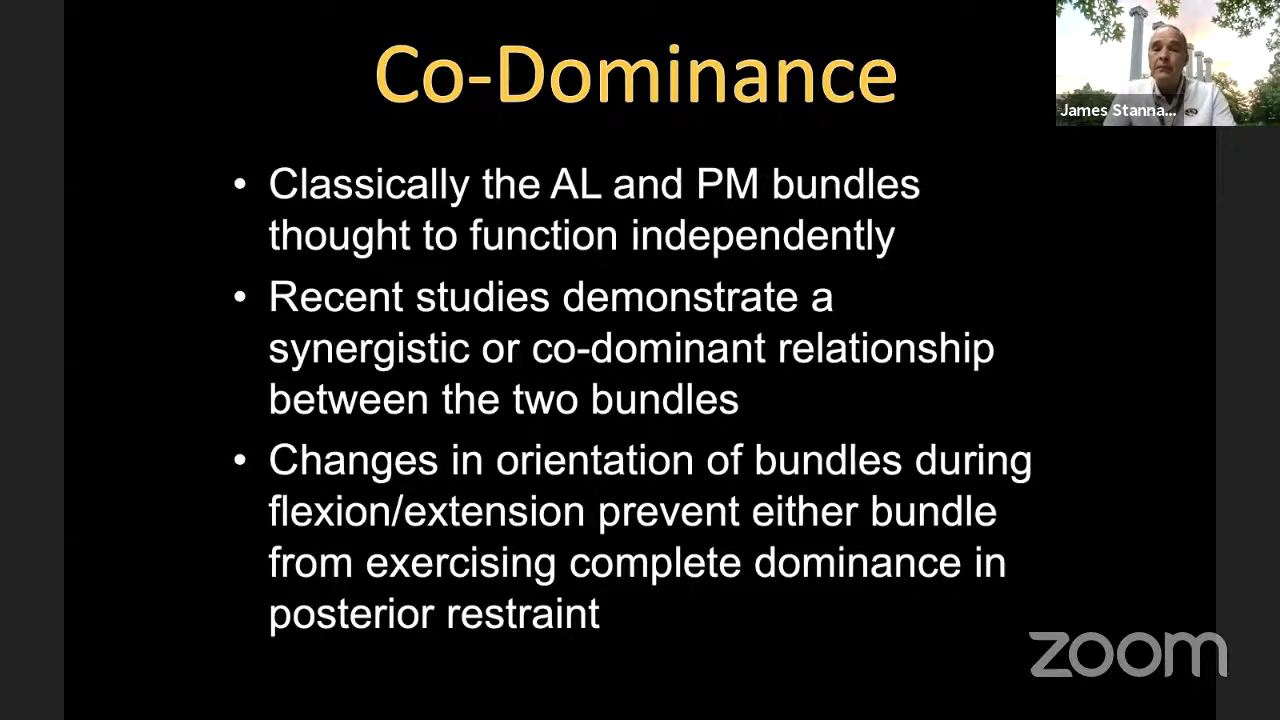 Co-Dominance
James Stanna...
• Classically the AL and PM bundles
thought to function independently
• Recent studies demonstrate a
synergistic or co-dominant relationship
between the two bundles
• Changes in orientation of bundles during
flexion/extension prevent either bundle
from exercising complete dominance in
posterior restraint
zoom